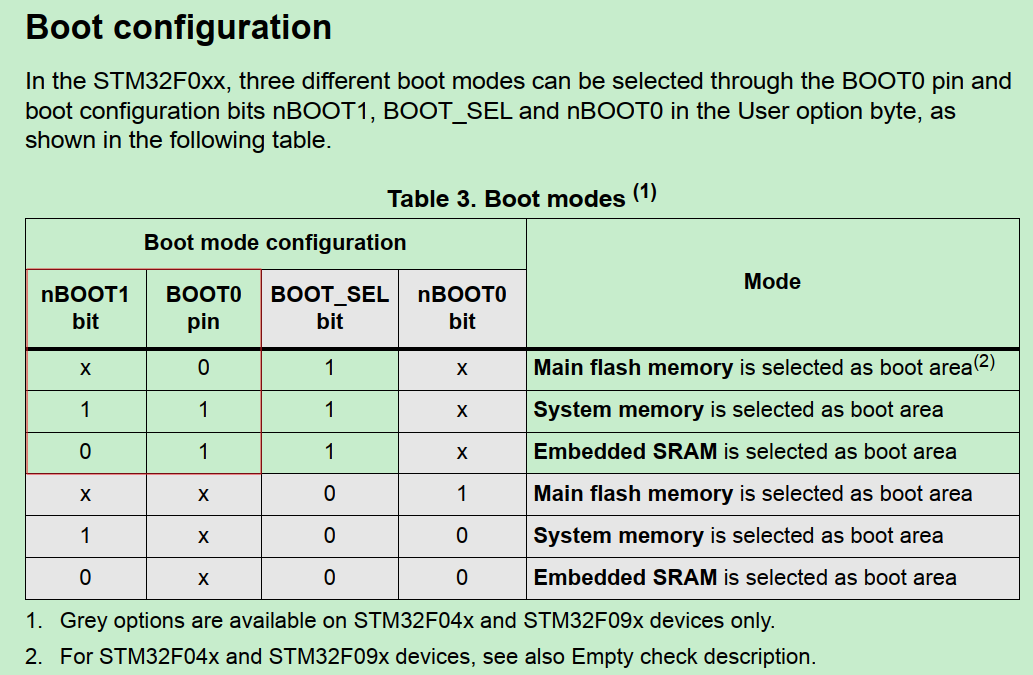 Boot configuration
In the STM32F0xx, three different boot modes can be selected through the BOOT0 pin and
boot configuration bits nBOOT1, BOOT_SEL and nBOOT0 in the User option byte, as
shown in the following table.
Table 3. Boot modes (1)
Boot mode configuration
Mode
nBOOT1 bit
BOOT0 pin
BOOT_SEL bit
nBOOT0 bit
x 0 1 x Main flash memory is selected as boot area(2)
1 1 1 x System memory is selected as boot area
0 1 1 x Embedded SRAM is selected as boot area
x x 0 1 Main flash memory is selected as boot area
1 x 0 0 System memory is selected as boot area
0 x 0 0 Embedded SRAM is selected as boot area
1. Grey options are available on STM32F04x and STM32F09x devices only.
2. For STM32F04x and STM32F09x devices, see also Empty check description.